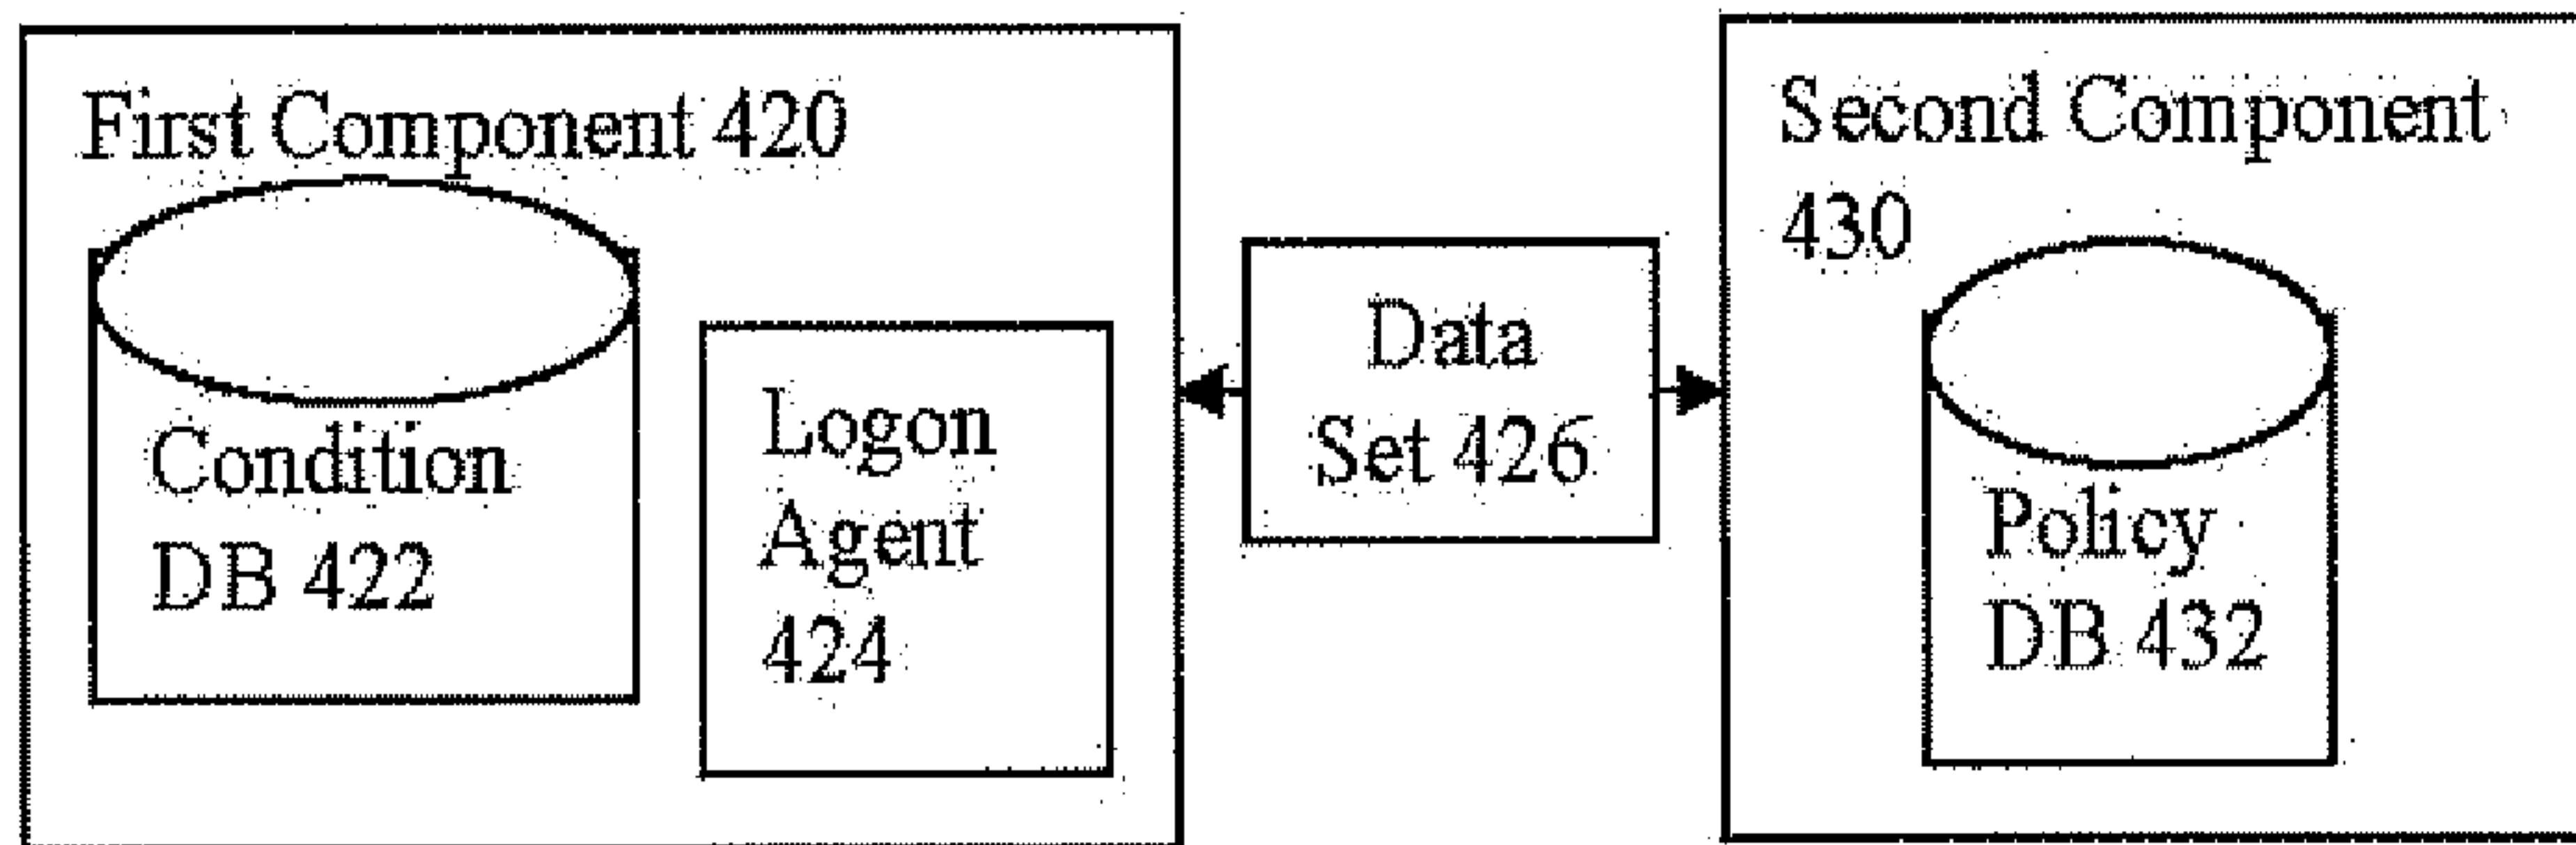 First Component 420
Condition
DB 422
Logon
Agent
424
Data
Set 426
Second Component
430
Policy
DB 432